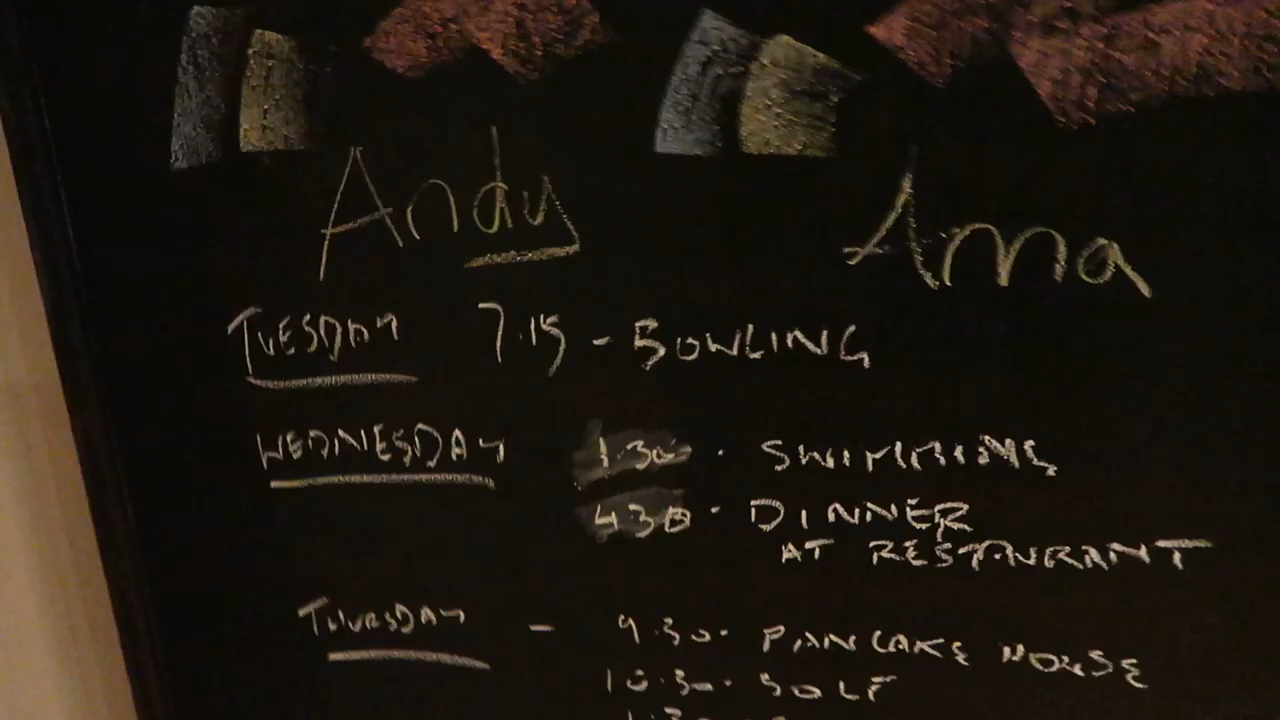 Andy Anna
TUESDAY 7.15 - BOWLING
WEDNESDAY 1.30 · SWIMMING
4.30 · DINNER
AT RESTAURANT
THURSDAY - 9.30 · PANCAKE HOUSE
10.30 · GOLF